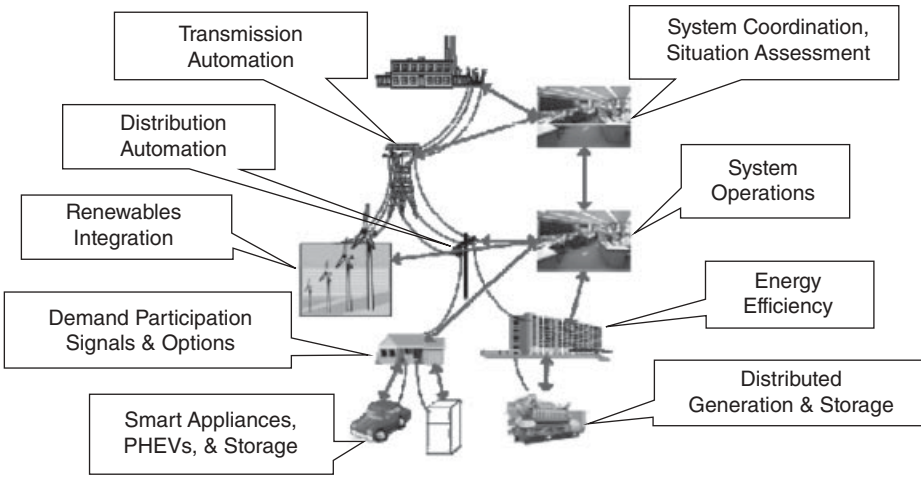 Transmission
Automation
System Coordination,
Situation Assessment
Distribution
Automation
System
Operations
Renewables
Integration
Energy
Efficiency
Demand Participation
Signals & Options
Distributed
Generation & Storage
Smart Appliances,
PHEVs, & Storage